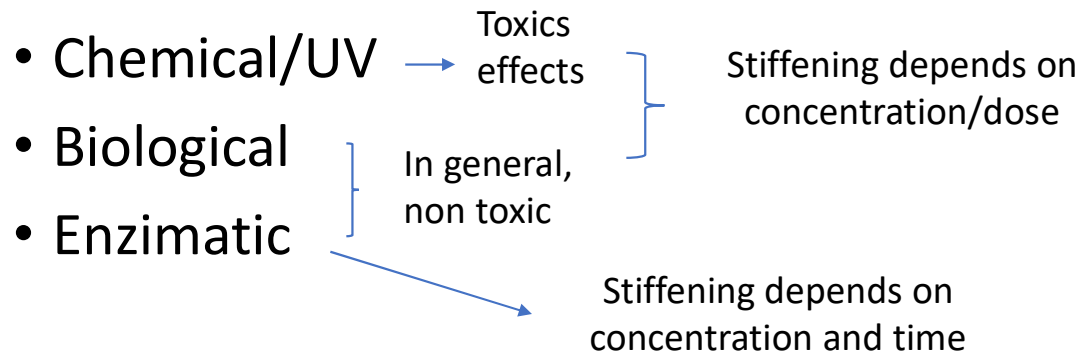 • Chemical/UV
Toxics
effects
Stiffening depends on
concentration/dose
• Biological
In general,
non toxic
• Enzimatic
Stiffening depends on
concentration and time